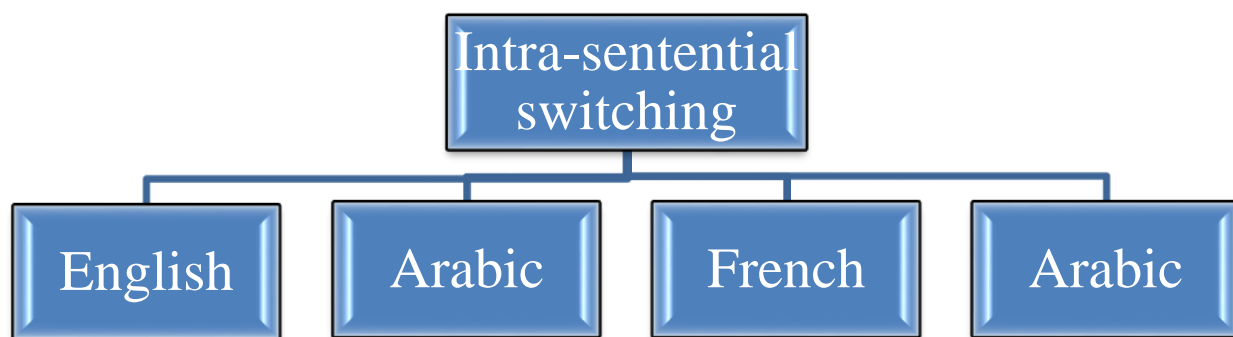 Intra-sentential
switching
English
Arabic
French
Arabic